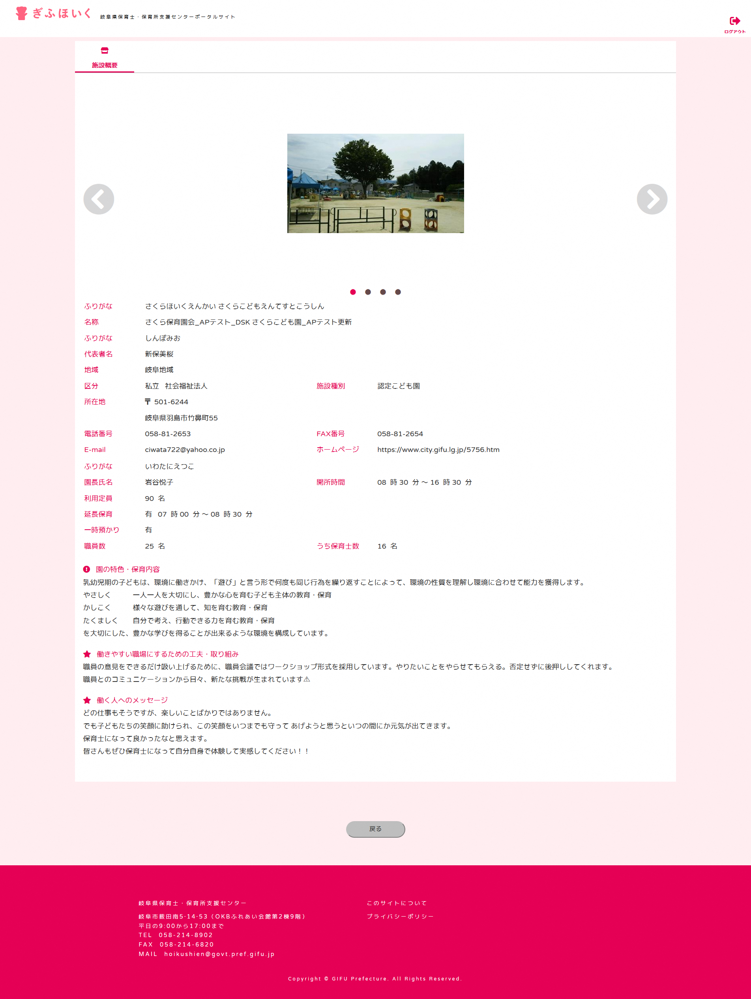 ぎふほいく 岐阜県保育士・保育所支援センターポータルサイト
ログアウト
施設概要
ふりがな さくらほいくえんかい さくらこどもえんてすとこうしん
名称 さくら保育園会_APテスト_DSK さくらこども園_APテスト更新
ふりがな しんぽみお
代表者名 新保美桜
地域 岐阜地域
区分 私立 社会福祉法人 施設種別 認定こども園
所在地 〒 501-6244
岐阜県羽島市竹鼻町55
電話番号 058-81-2653 FAX番号 058-81-2654
E-mail ciwata722@yahoo.co.jp ホームページ https://www.city.gifu.lg.jp/5756.htm
ふりがな いわたにえつこ
園長氏名 岩谷悦子 開所時間 08 時 30 分 〜 16 時 30 分
利用定員 90 名
延長保育 有 07 時 00 分 〜 08 時 30 分
一時預かり 有
職員数 25 名 うち保育士数 16 名
園の特色・保育内容
乳幼児期の子どもは、環境に働きかけ、「遊び」と言う形で何度も同じ行為を繰り返すことによって、環境の性質を理解し環境に合わせて能力を獲得します。
やさしく 一人一人を大切にし、豊かな心を育む子ども主体の教育・保育
かしこく 様々な遊びを通して、知を育む教育・保育
たくましく 自分で考え、行動できる力を育む教育・保育
を大切にした、豊かな学びを得ることが出来るような環境を構成しています。
働きやすい職場にするための工夫・取り組み
職員の意見をできるだけ吸い上げるために、職員会議ではワークショップ形式を採用しています。やりたいことをやらせてもらえる。否定せずに後押ししてくれます。
職員とのコミュニケーションから日々、新たな挑戦が生まれています⚠
働く人へのメッセージ
どの仕事もそうですが、楽しいことばかりではありません。
でも子どもたちの笑顔に助けられ、この笑顔をいつまでも守って あげようと思うといつの間にか元気が出てきます。
保育士になって良かったなと思えます。
皆さんもぜひ保育士になって自分自身で体験して実感してください！！
戻る
岐阜県保育士・保育所支援センター
岐阜市薮田南5-14-53（OKBふれあい会館第2棟9階）
平日の9:00から17:00まで
TEL 058-214-8902
FAX 058-214-6820
MAIL hoikushien@govt.pref.gifu.jp
このサイトについて
プライバシーポリシー
Copyright © GIFU Prefecture. All Rights Reserved.